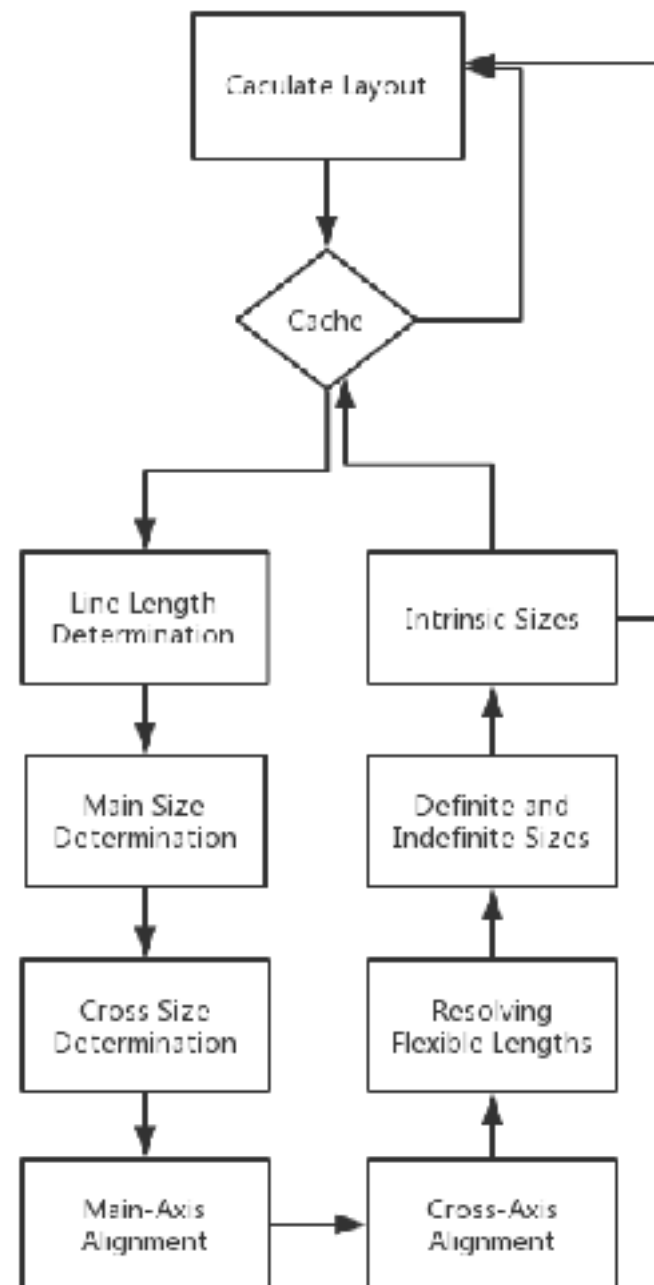 Caculate Layout
Cache
Line Length
Determination
Intrinsic Sizes
Main Size
Determination
Definite and
Indefinite Sizes
Cross Size
Determination
Resolving
Flexible Lengths
Main-Axis
Alignment
Cross-Axis
Alignment